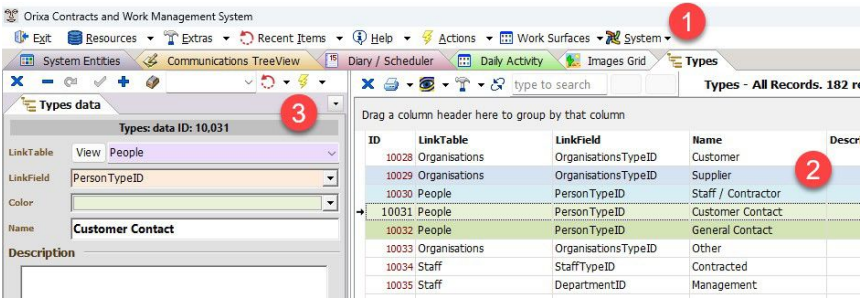 Orixa Contracts and Work Management System
Exit Resources Extras Recent Items Help Actions Work Surfaces System
1
System Entities Communications TreeView 15 Diary / Scheduler Daily Activity Images Grid Types
type to search Types - All Records. 182 re
Types data
3
Drag a column header here to group by that column
Types: data ID: 10,031
ID LinkTable LinkField Name Descri
LinkTable View People
10028 Organisations OrganisationsTypeID Customer
10029 Organisations OrganisationsTypeID Supplier
2
LinkField PersonTypeID
10030 People PersonTypeID Staff / Contractor
Color
10031 People PersonTypeID Customer Contact
Name Customer Contact
10032 People PersonTypeID General Contact
10033 Organisations OrganisationsTypeID Other
Description
10034 Staff StaffTypeID Contracted
10035 Staff DepartmentID Management